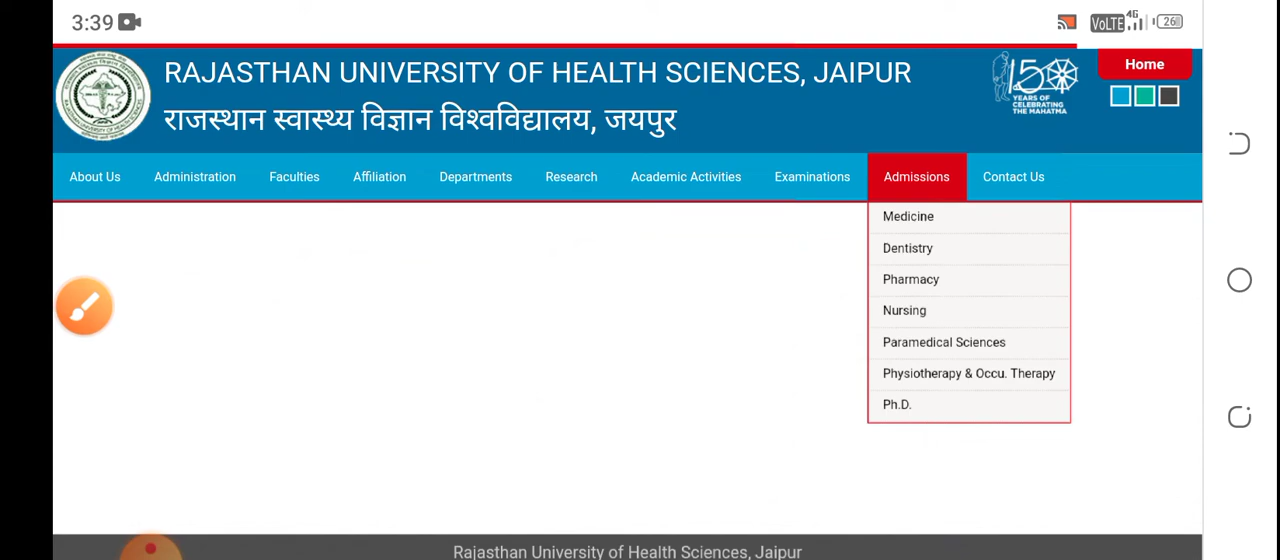 3:39
VoLTE 4G 26
RAJASTHAN UNIVERSITY OF HEALTH SCIENCES, JAIPUR
राजस्थान स्वास्थ्य विज्ञान विश्वविद्यालय, जयपुर
150
YEARS OF
CELEBRATING
THE MAHATMA
Home
About Us Administration Faculties Affiliation Departments Research Academic Activities Examinations Admissions Contact Us
Medicine
Dentistry
Pharmacy
Nursing
Paramedical Sciences
Physiotherapy & Occu. Therapy
Ph.D.
Rajasthan University of Health Sciences, Jaipur